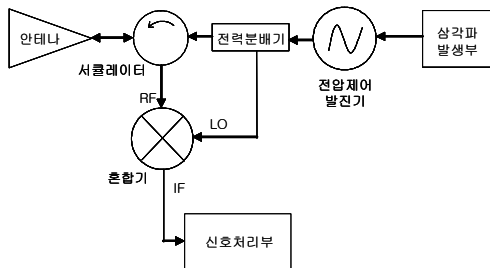 안테나
서큘레이터
전력분배기
전압제어
발진기
삼각파
발생부
RF
LO
혼합기
IF
신호처리부